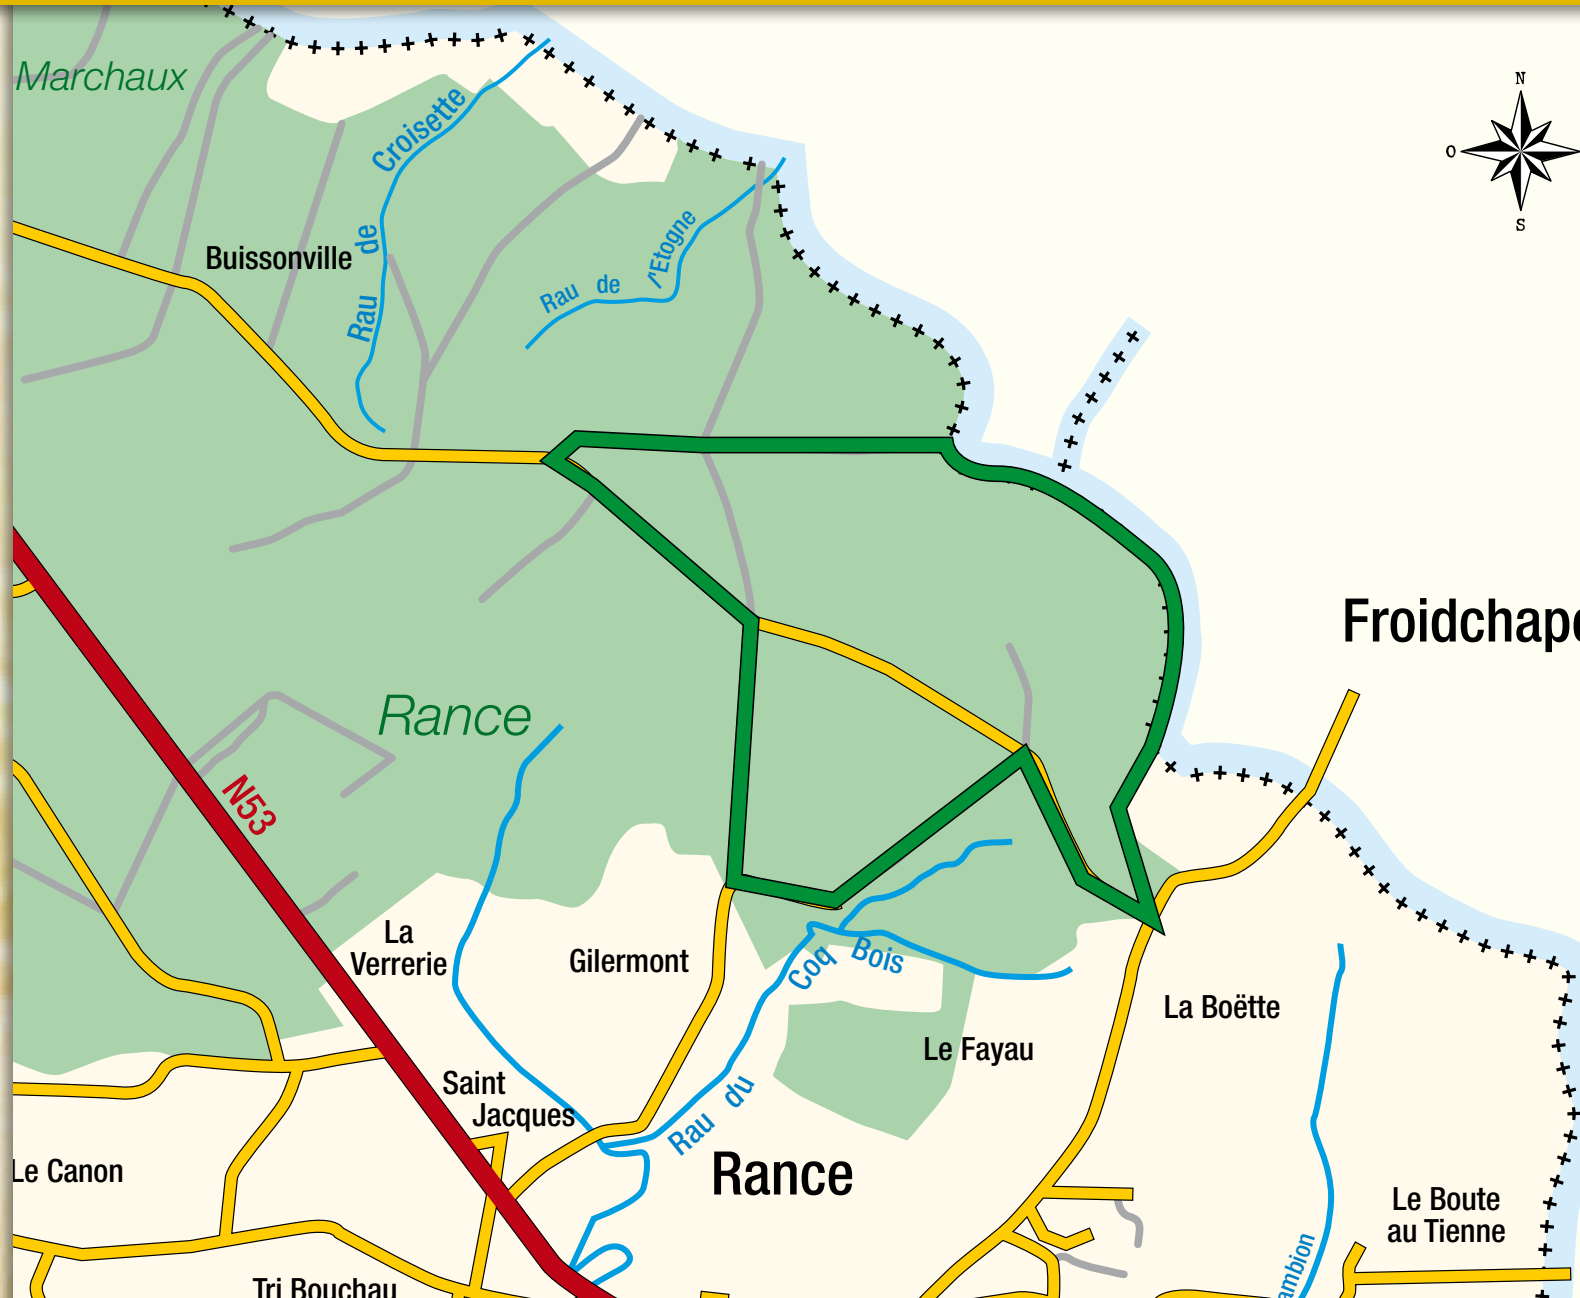 Marchaux
N
O
S
Croisette
de
Rau
Buissonville
Rau de l'Etogne
Froidchape
Rance
N53
La
Verrerie
Gilermont
Coq Bois
Rau du
La Boëtte
Le Fayau
Saint
Jacques
Le Canon
Rance
Le Boute
au Tienne
ambion
Tri Bouchau